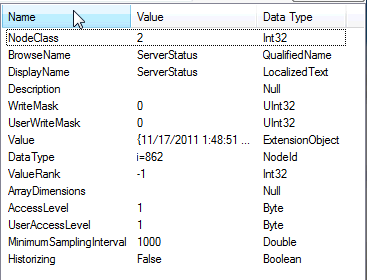 Name Value Data Type
NodeClass 2 Int32
BrowseName ServerStatus QualifiedName
DisplayName ServerStatus LocalizedText
Description Null
WriteMask 0 UInt32
UserWriteMask 0 UInt32
Value {11/17/2011 1:48:51 ... ExtensionObject
DataType i=862 NodeId
ValueRank -1 Int32
ArrayDimensions Null
AccessLevel 1 Byte
UserAccessLevel 1 Byte
MinimumSamplingInterval 1000 Double
Historizing False Boolean